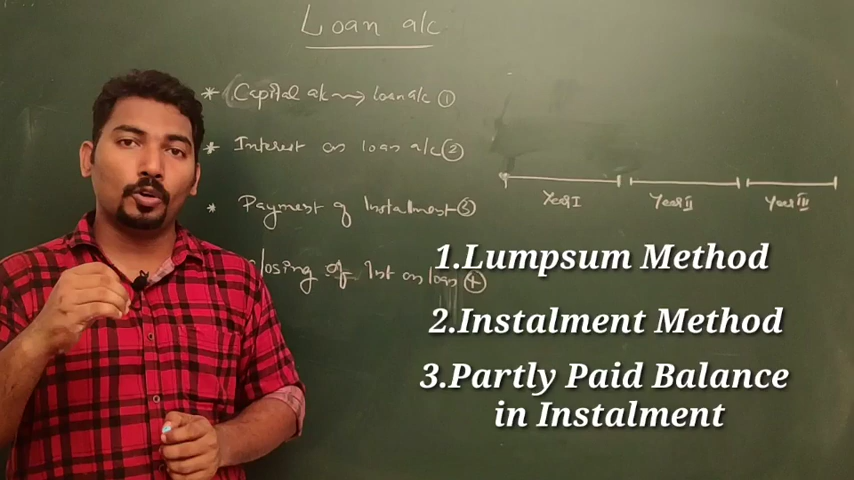 Loan a/c
* Capital a/c → loan a/c ①
* Interest on loan a/c ②
* Payment of Instalment ③
losing of Int on loan ④
Year I Year II Year III
1.Lumpsum Method
2.Instalment Method
3.Partly Paid Balance
in Instalment